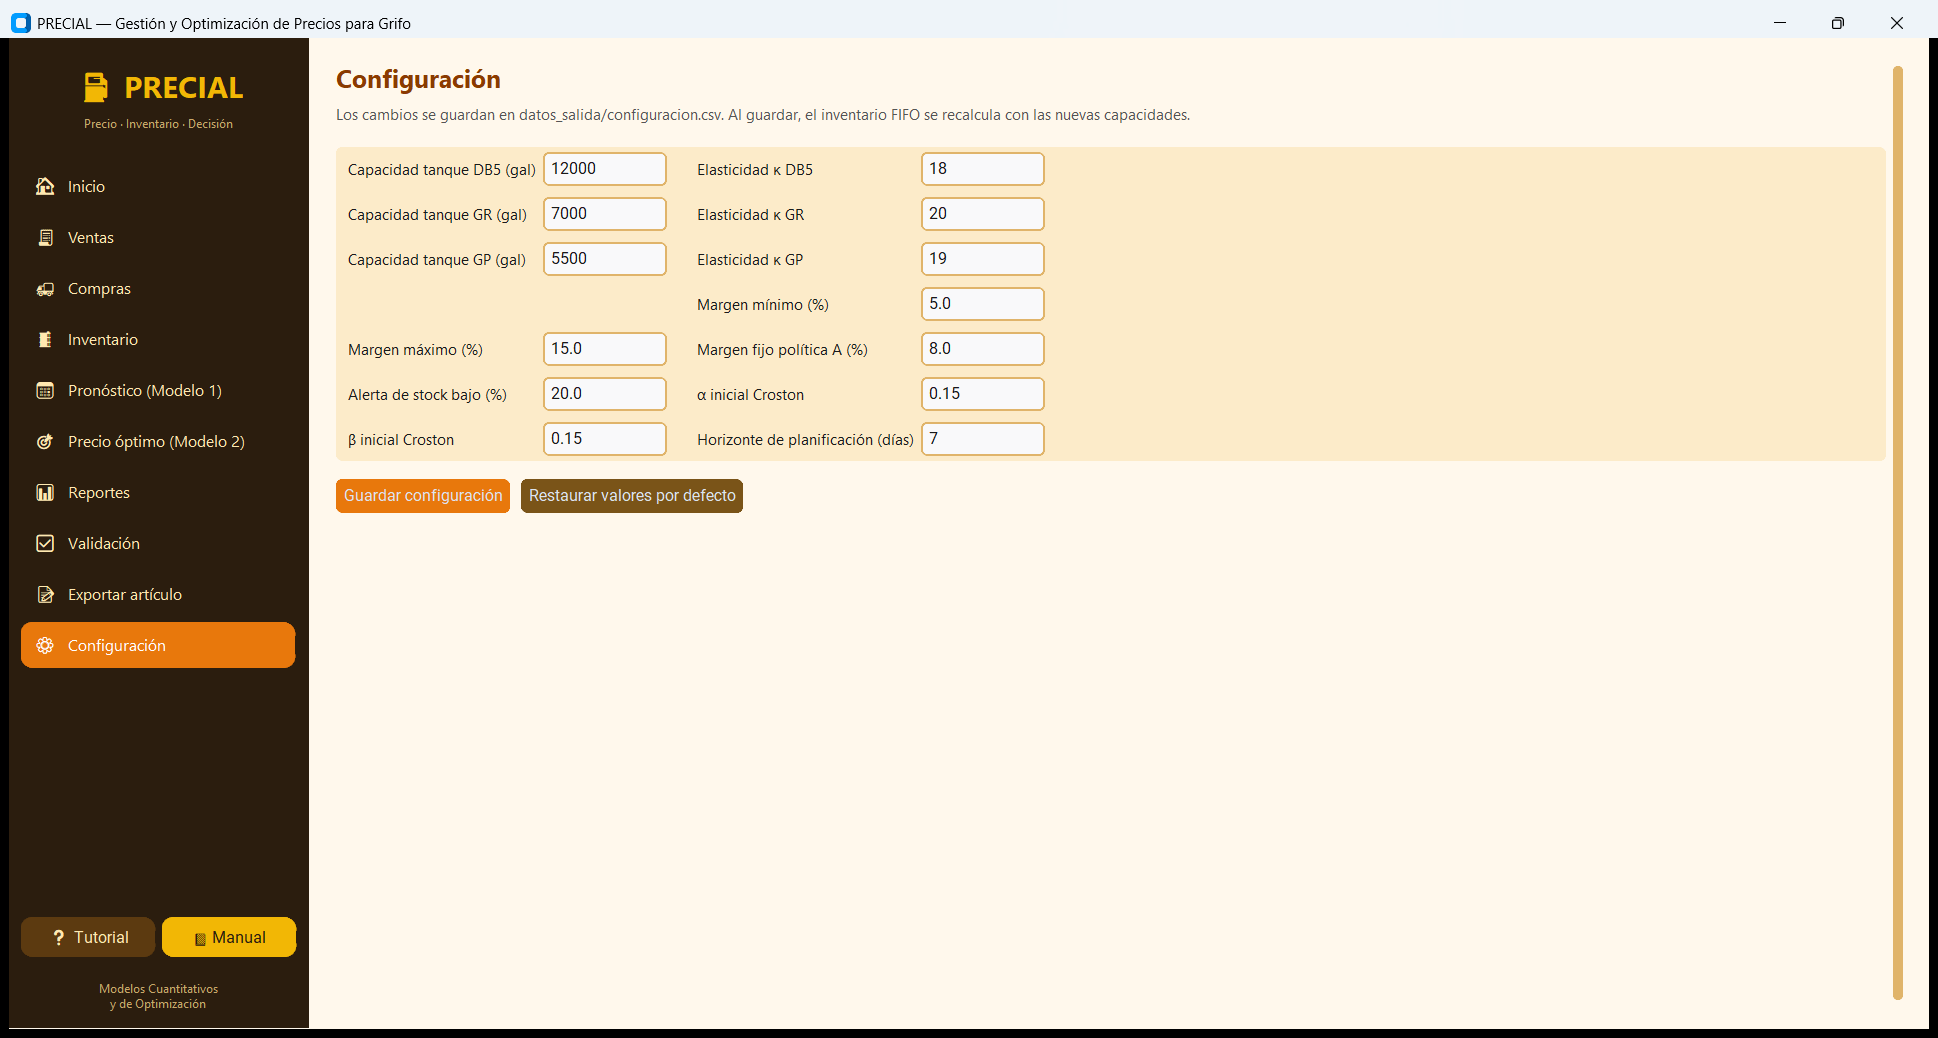 PRECIAL — Gestión y Optimización de Precios para Grifo
PRECIAL
Precio · Inventario · Decisión
Inicio
Ventas
Compras
Inventario
Pronóstico (Modelo 1)
Precio óptimo (Modelo 2)
Reportes
Validación
Exportar artículo
Configuración
? Tutorial
Manual
Modelos Cuantitativos
y de Optimización
Configuración
Los cambios se guardan en datos_salida/configuracion.csv. Al guardar, el inventario FIFO se recalcula con las nuevas capacidades.
Capacidad tanque DB5 (gal) 12000 Elasticidad κ DB5 18
Capacidad tanque GR (gal) 7000 Elasticidad κ GR 20
Capacidad tanque GP (gal) 5500 Elasticidad κ GP 19
Margen mínimo (%) 5.0
Margen máximo (%) 15.0 Margen fijo política A (%) 8.0
Alerta de stock bajo (%) 20.0 α inicial Croston 0.15
β inicial Croston 0.15 Horizonte de planificación (días) 7
Guardar configuración Restaurar valores por defecto